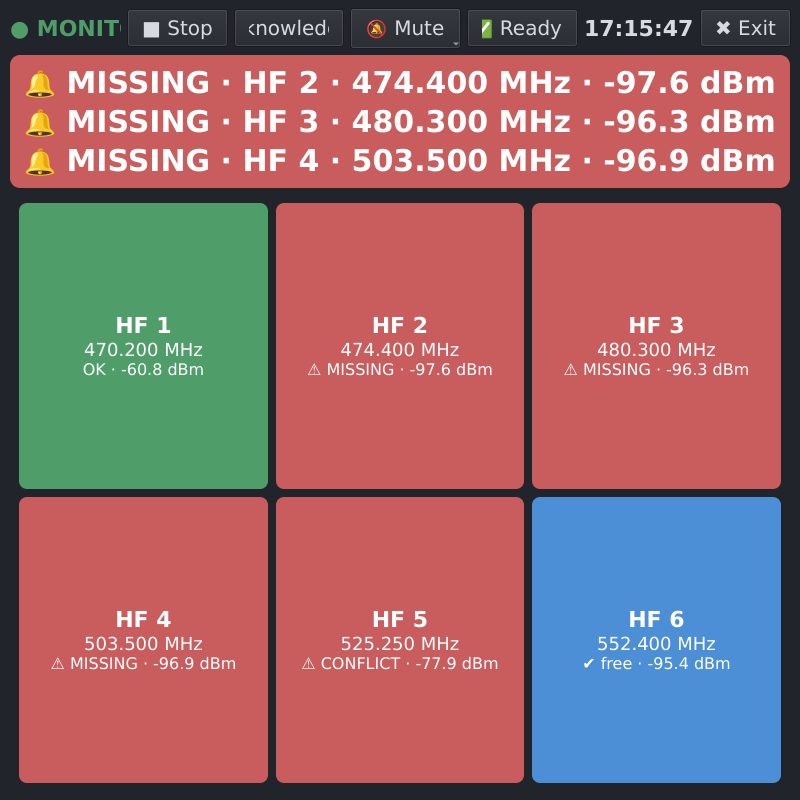 ● MONIT
■ Stop
🔕 Mute
Ready
17:15:47
✖ Exit
🔔 MISSING · HF 2 · 474.400 MHz · -97.6 dBm
🔔 MISSING · HF 3 · 480.300 MHz · -96.3 dBm
🔔 MISSING · HF 4 · 503.500 MHz · -96.9 dBm
HF 1
470.200 MHz
OK · -60.8 dBm
HF 2
474.400 MHz
⚠ MISSING · -97.6 dBm
HF 3
480.300 MHz
⚠ MISSING · -96.3 dBm
HF 4
503.500 MHz
⚠ MISSING · -96.9 dBm
HF 5
525.250 MHz
⚠ CONFLICT · -77.9 dBm
HF 6
552.400 MHz
✔ free · -95.4 dBm